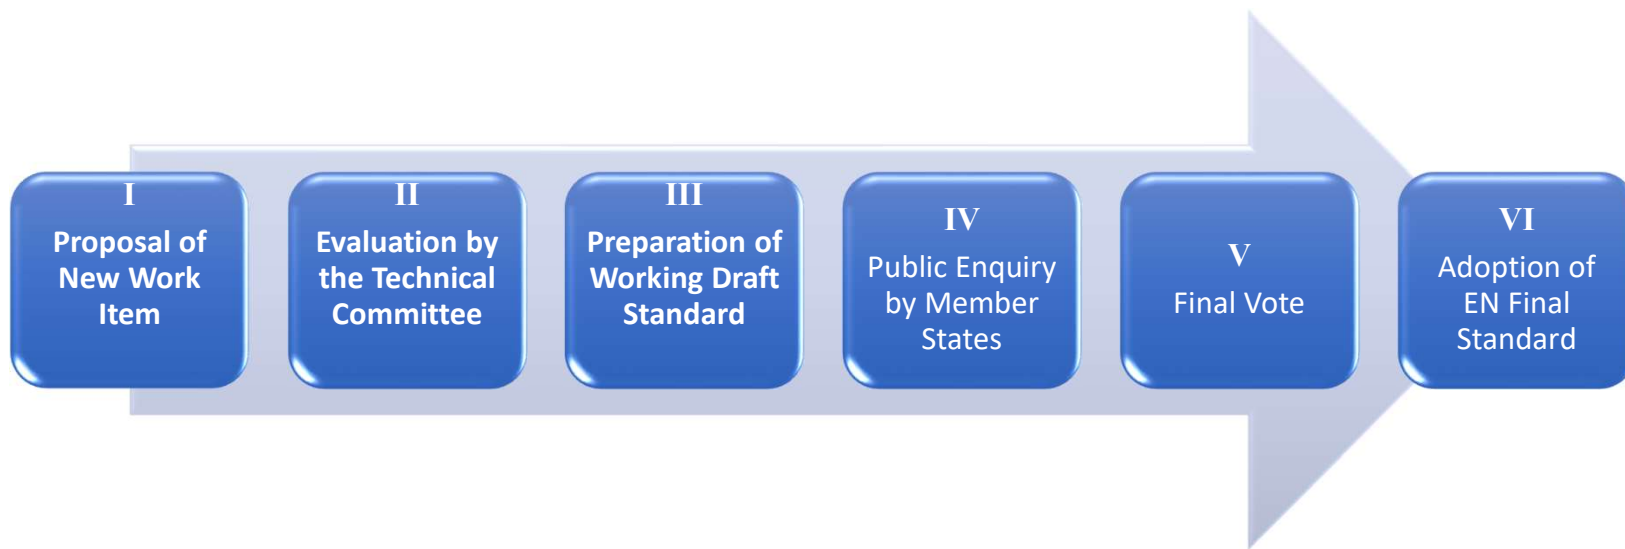 I
Proposal of
New Work
Item
II
Evaluation by
the Technical
Committee
III
Preparation of
Working Draft
Standard
IV
Public Enquiry
by Member
States
V
Final Vote
VI
Adoption of
EN Final
Standard